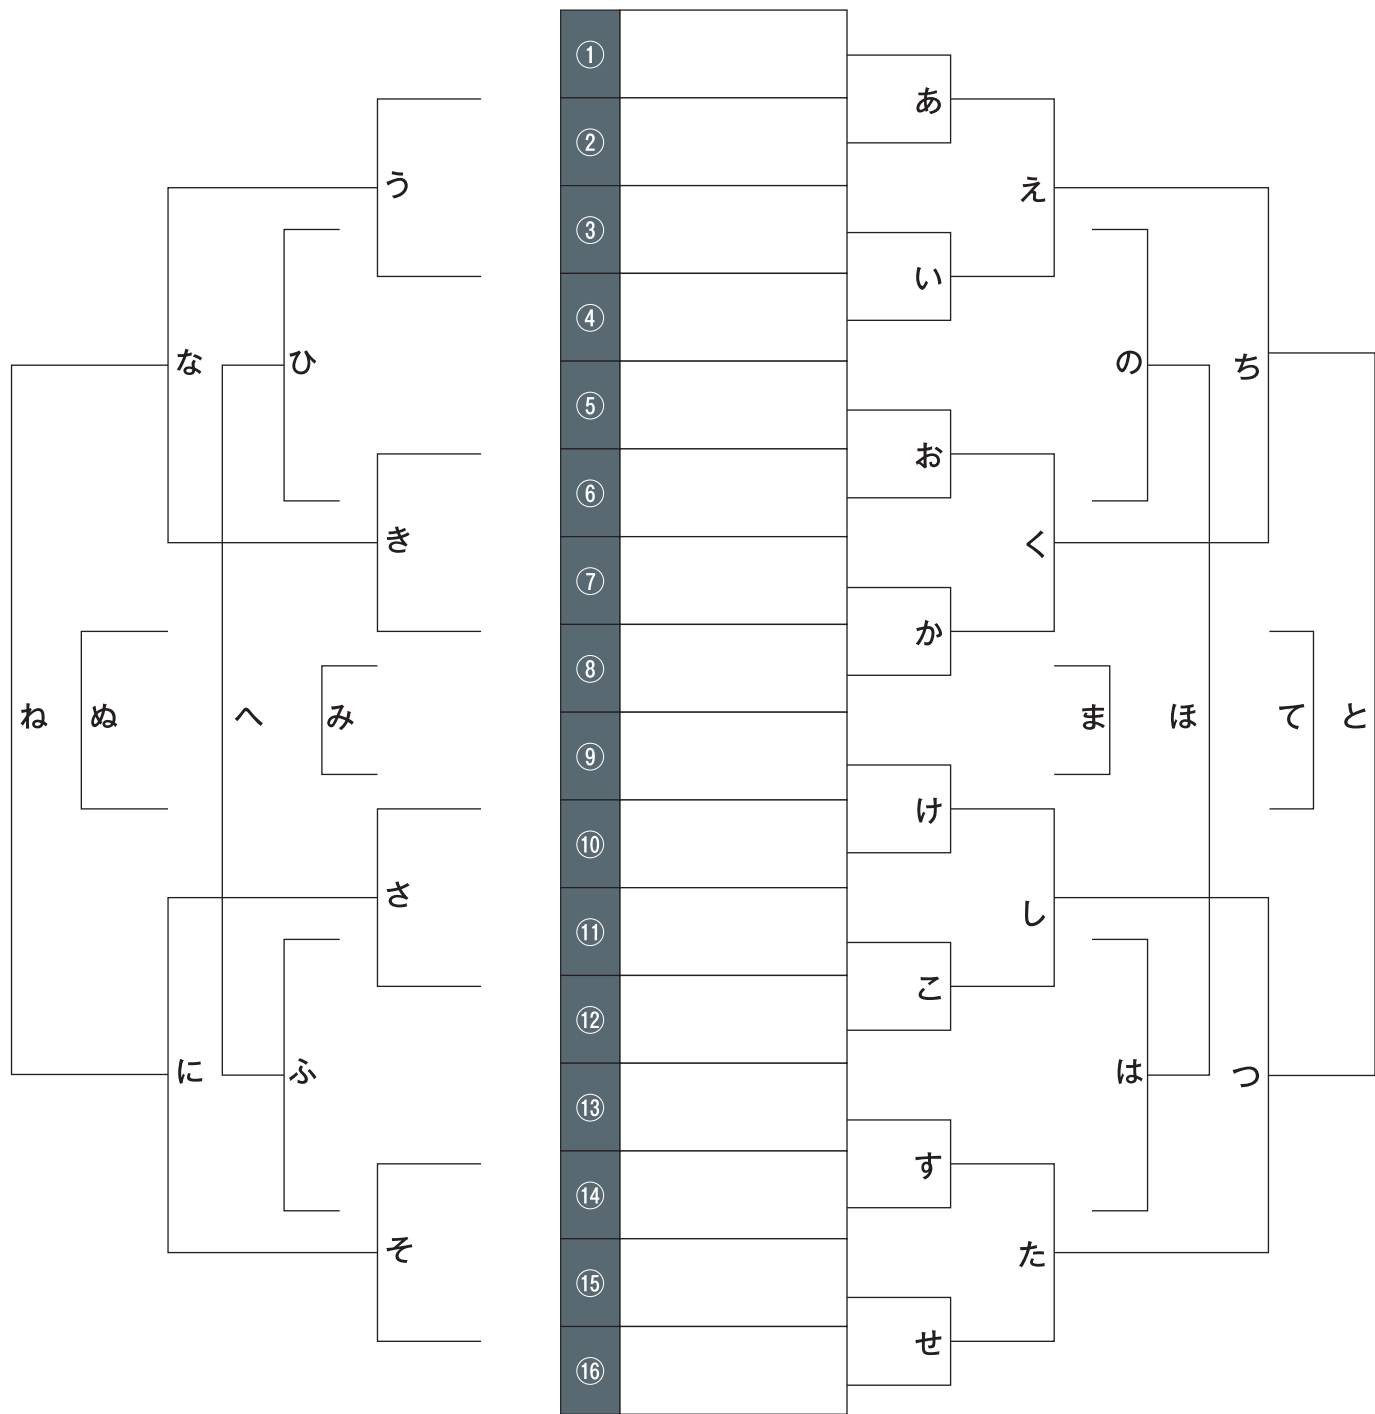 ①
あ
②
う
え
③
い
④
な
ひ
の
ち
⑤
お
⑥
き
く
⑦
か
⑧
ね
ぬ
へ
み
ま
ほ
て
と
⑨
け
⑩
さ
し
⑪
こ
⑫
に
ふ
は
つ
⑬
す
⑭
そ
た
⑮
せ
⑯